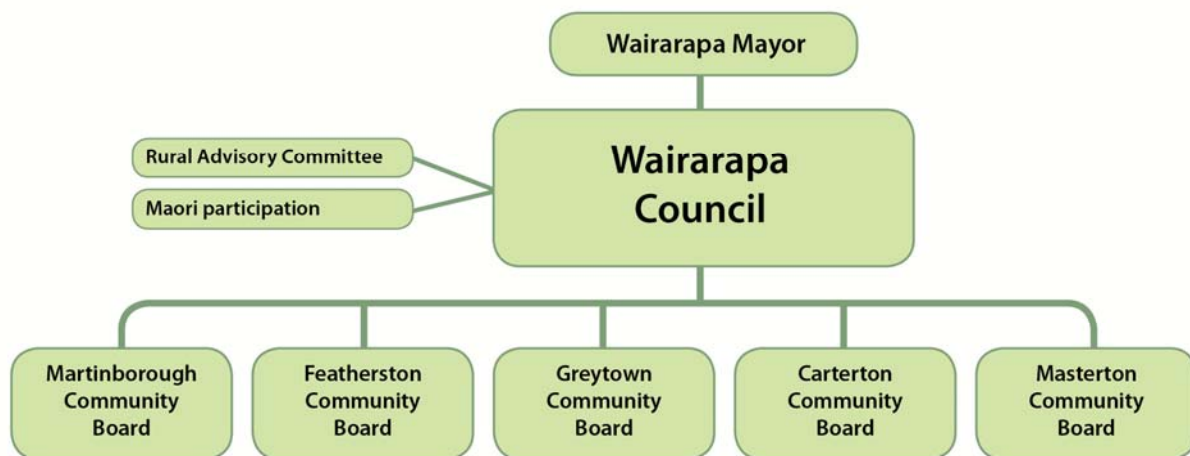 Wairarapa Mayor
Rural Advisory Committee
Maori participation
Wairarapa
Council
Martinborough
Community
Board
Featherston
Community
Board
Greytown
Community
Board
Carterton
Community
Board
Masterton
Community
Board